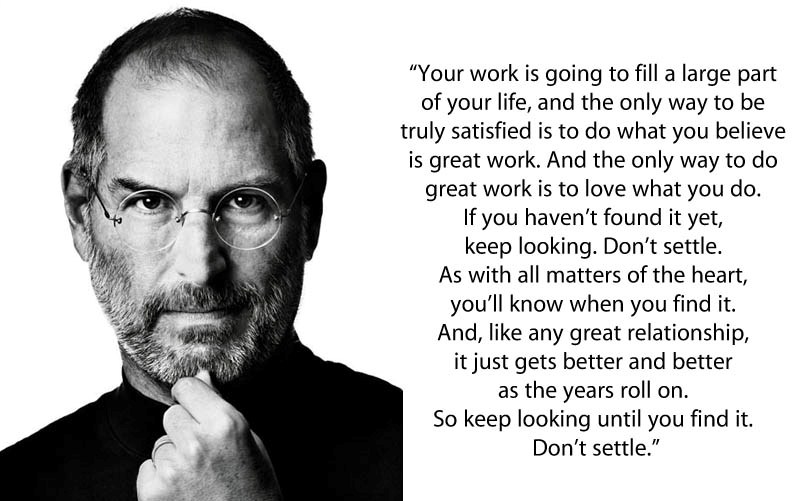 “Your work is going to fill a large part
of your life, and the only way to be
truly satisfied is to do what you believe
is great work. And the only way to do
great work is to love what you do.
If you haven’t found it yet,
keep looking. Don’t settle.
As with all matters of the heart,
you’ll know when you find it.
And, like any great relationship,
it just gets better and better
as the years roll on.
So keep looking until you find it.
Don’t settle.”